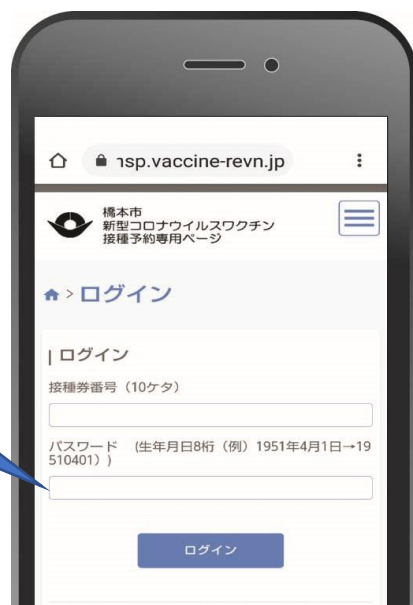 nsp.vaccine-revn.jp
橋本市
新型コロナウイルスワクチン
接種予約専用ページ
>ログイン
| ログイン
接種券番号（10ケタ）
パスワード （生年月日8桁（例）1951年4月1日→19
510401）)
ログイン